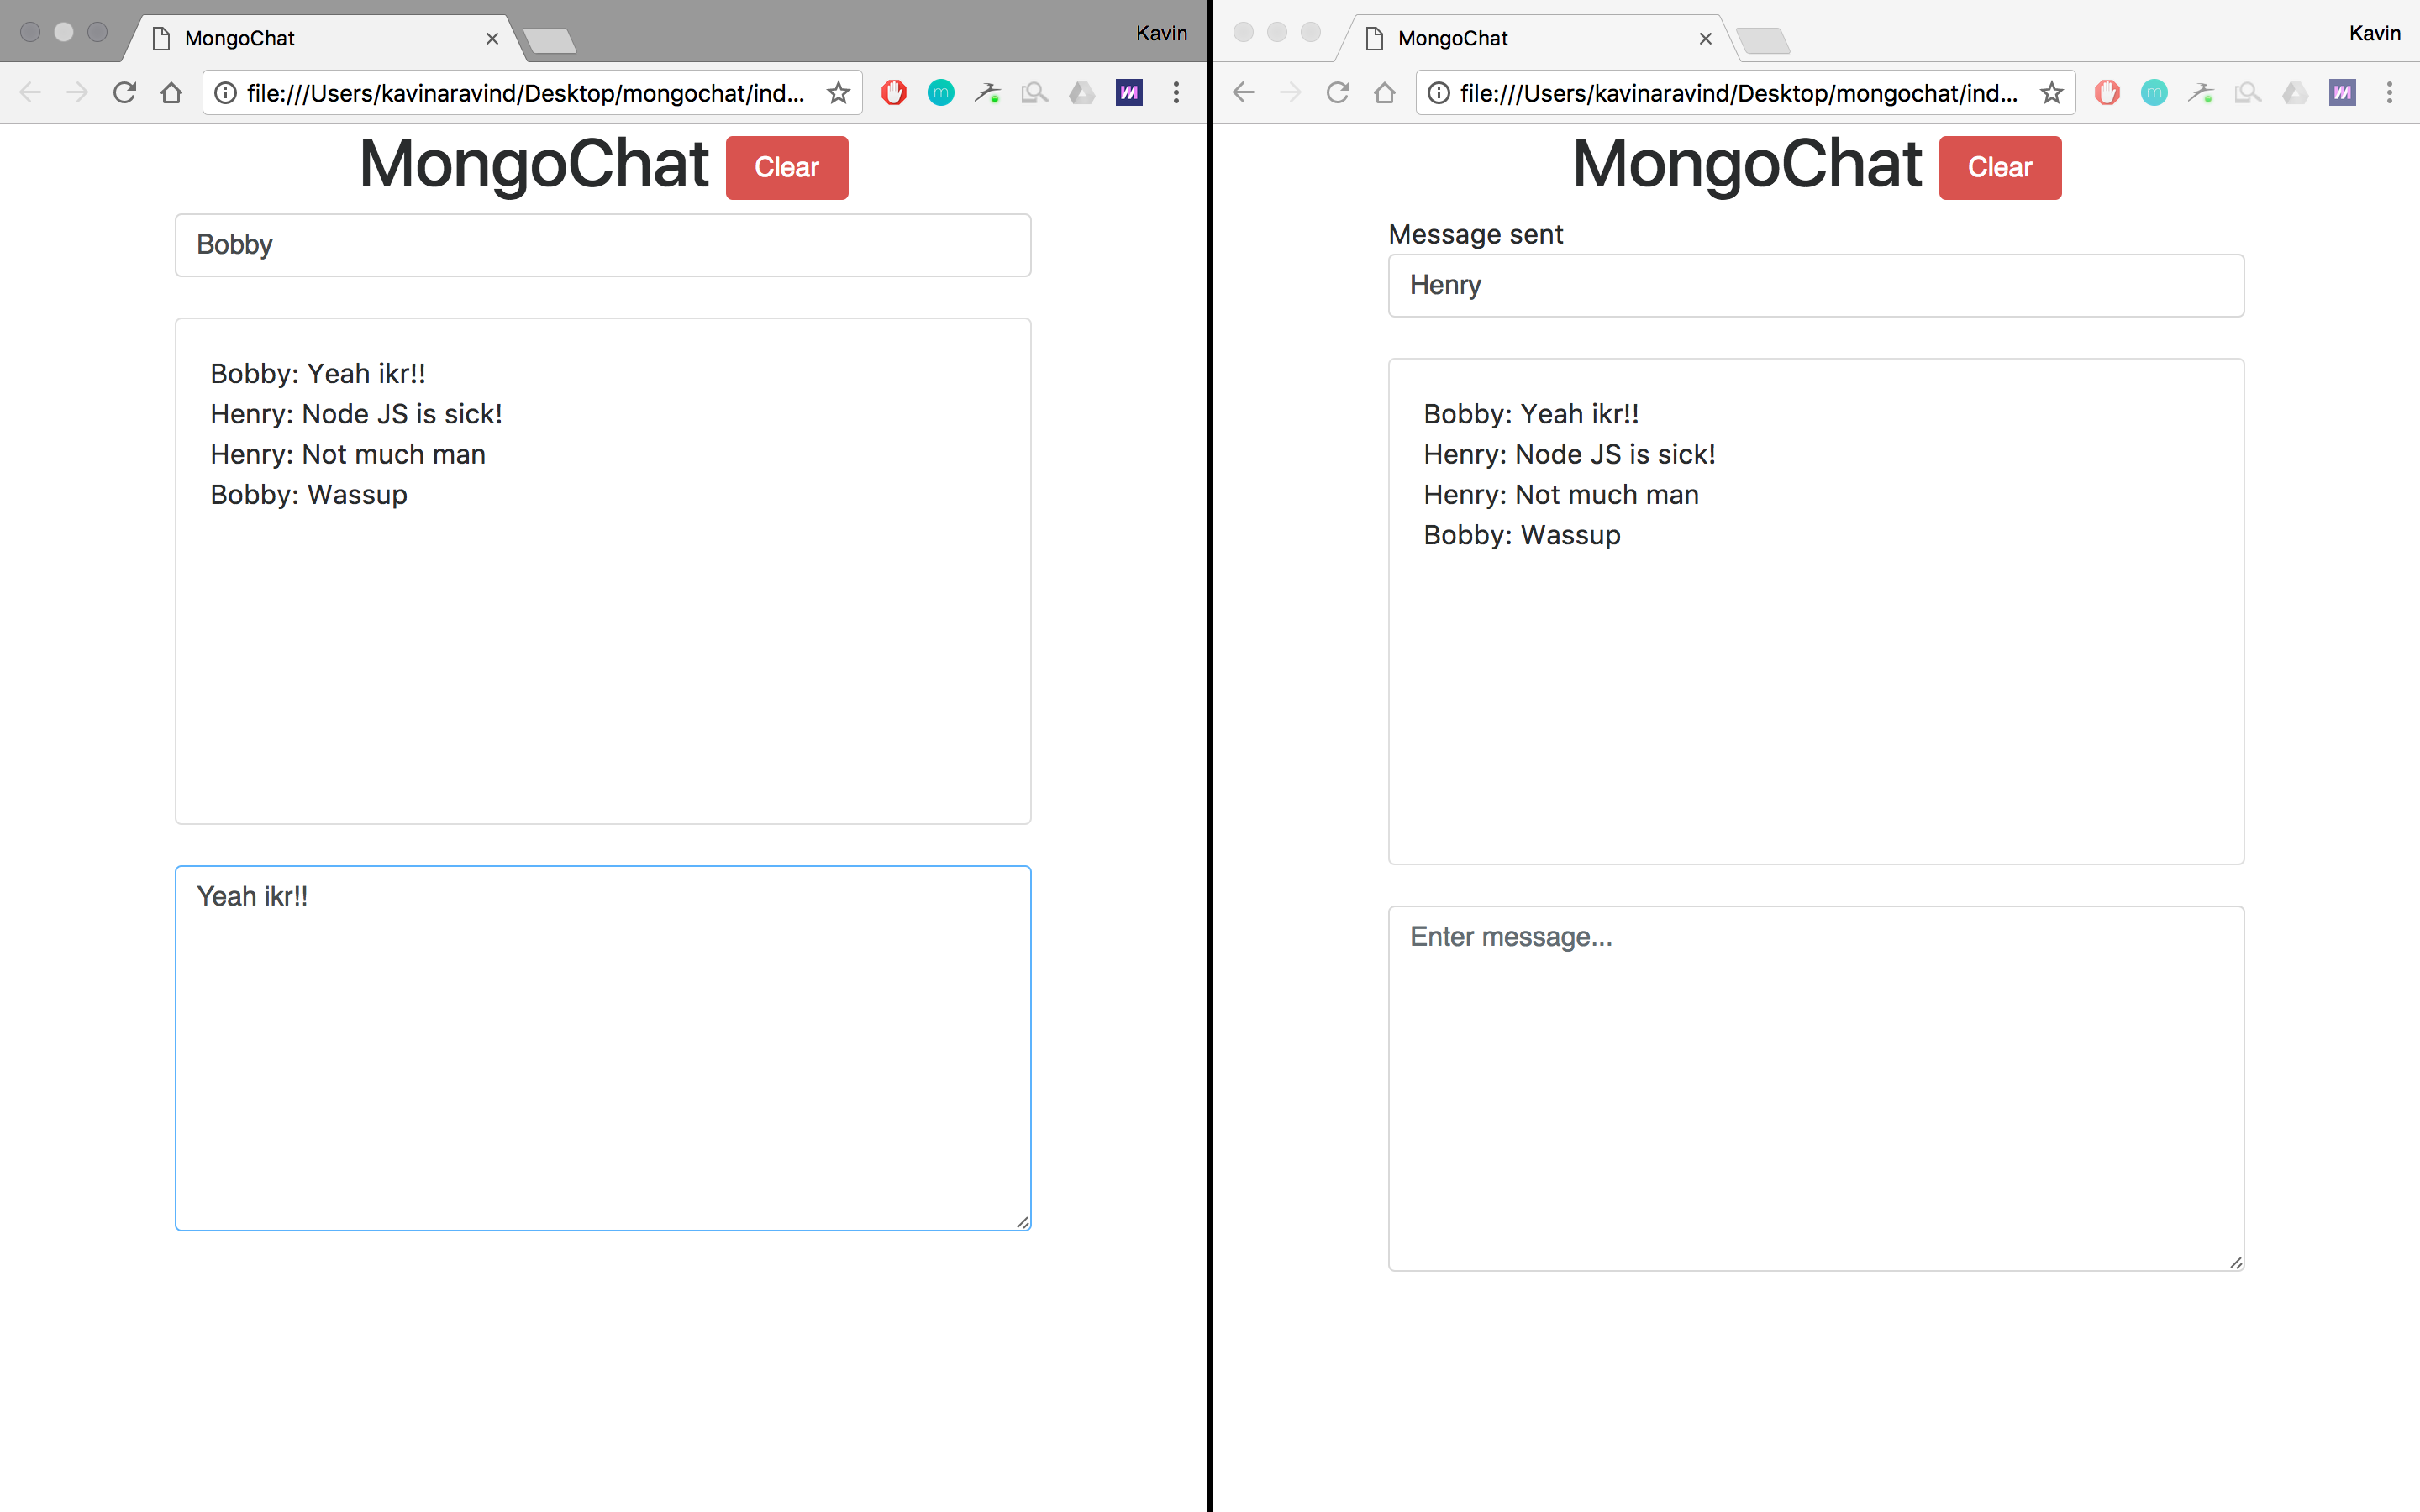 MongoChat
Kavin
file:///Users/kavinaravind/Desktop/mongochat/ind...
MongoChat Clear
Bobby
Bobby: Yeah ikr!!
Henry: Node JS is sick!
Henry: Not much man
Bobby: Wassup
Yeah ikr!!
MongoChat
Kavin
file:///Users/kavinaravind/Desktop/mongochat/ind...
MongoChat Clear
Message sent
Henry
Bobby: Yeah ikr!!
Henry: Node JS is sick!
Henry: Not much man
Bobby: Wassup
Enter message...